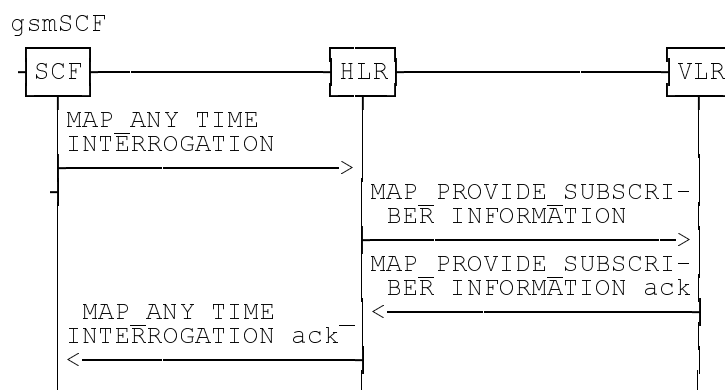 gsmSCF
SCF
HLR
VLR
MAP_ANY TIME
INTERROGATION
MAP_PROVIDE_SUBSCRI-
BER INFORMATION
MAP_PROVIDE_SUBSCRI-
BER INFORMATION ack
MAP_ANY TIME
INTERROGATION ack